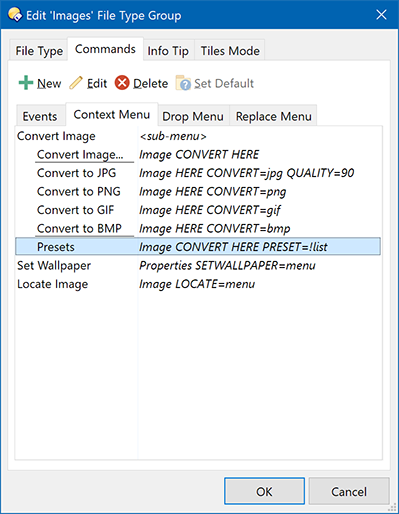 Edit 'Images' File Type Group
File Type Commands Info Tip Tiles Mode
New Edit Delete Set Default
Events Context Menu Drop Menu Replace Menu
Convert Image <sub-menu>
Convert Image... Image CONVERT HERE
Convert to JPG Image HERE CONVERT=jpg QUALITY=90
Convert to PNG Image HERE CONVERT=png
Convert to GIF Image HERE CONVERT=gif
Convert to BMP Image HERE CONVERT=bmp
Presets Image CONVERT HERE PRESET=!list
Set Wallpaper Properties SETWALLPAPER=menu
Locate Image Image LOCATE=menu
OK Cancel